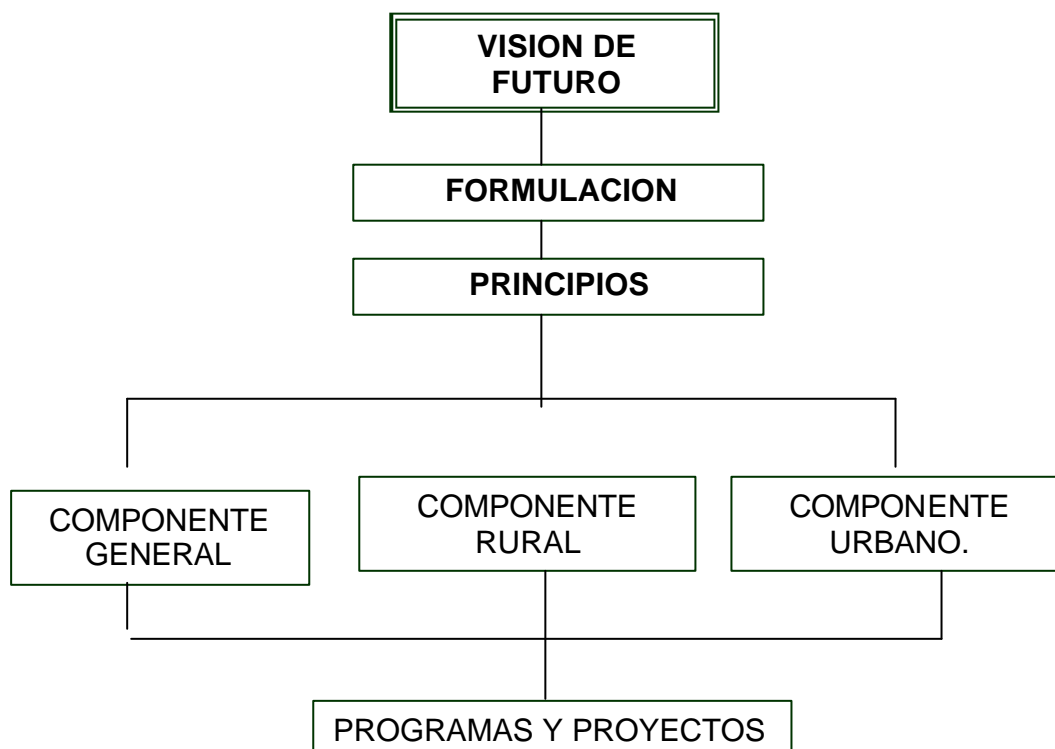 VISION DE
FUTURO
FORMULACION
PRINCIPIOS
COMPONENTE
GENERAL
COMPONENTE
RURAL
COMPONENTE
URBANO.
PROGRAMAS Y PROYECTOS